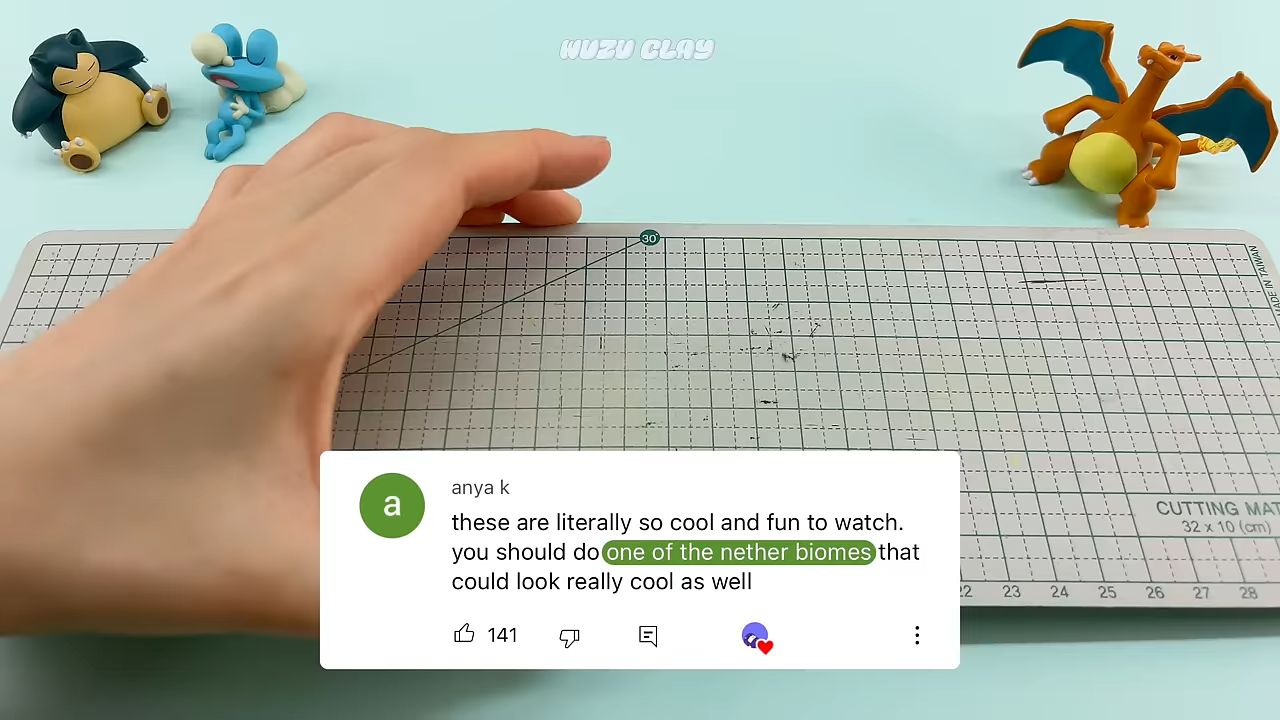 WUZU CLAY
30°
MADE IN TAIWAN
CUTTING MAT
32 x 10 (cm)
22 23 24 25 26 27 28
a
anya k
these are literally so cool and fun to watch.
you should do one of the nether biomes that
could look really cool as well
141